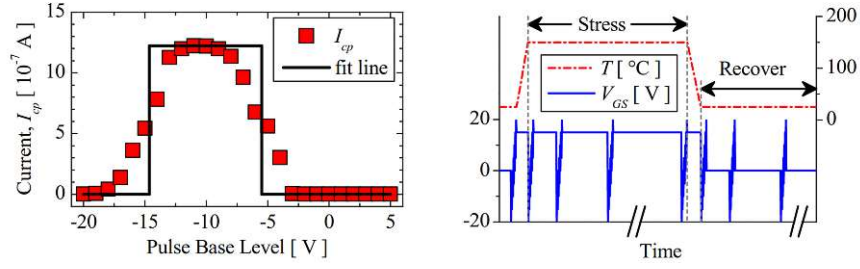 15
10
5
0
Current, I_cp [ 10^-7 A]
I_cp
fit line
-20 -15 -10 -5 0 5
Pulse Base Level [ V]
Stress
Recover
T [ °C]
V_GS [ V]
200
100
0
20
0
-20
Time